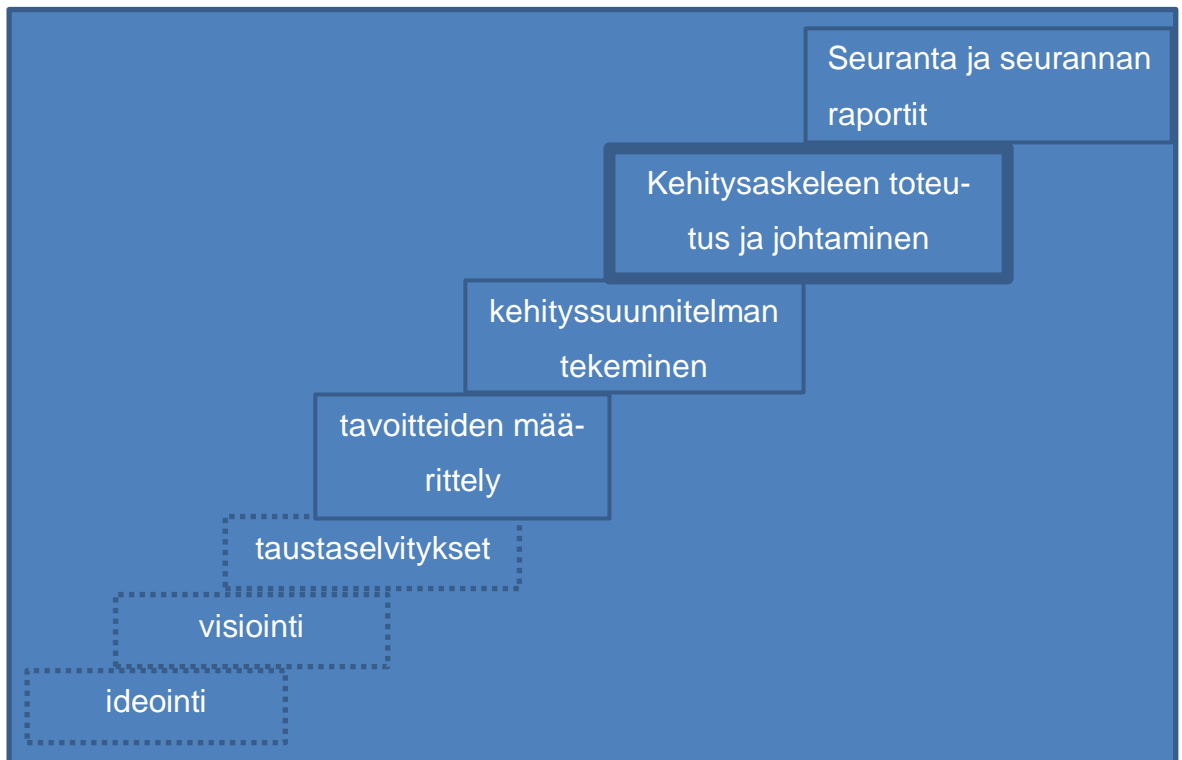 Seuranta ja seurannan
raportit
Kehitysaskeleen toteu-
tus ja johtaminen
kehityssuunnitelman
tekeminen
tavoitteiden mää-
rittely
taustaselvitykset
visiointi
ideointi